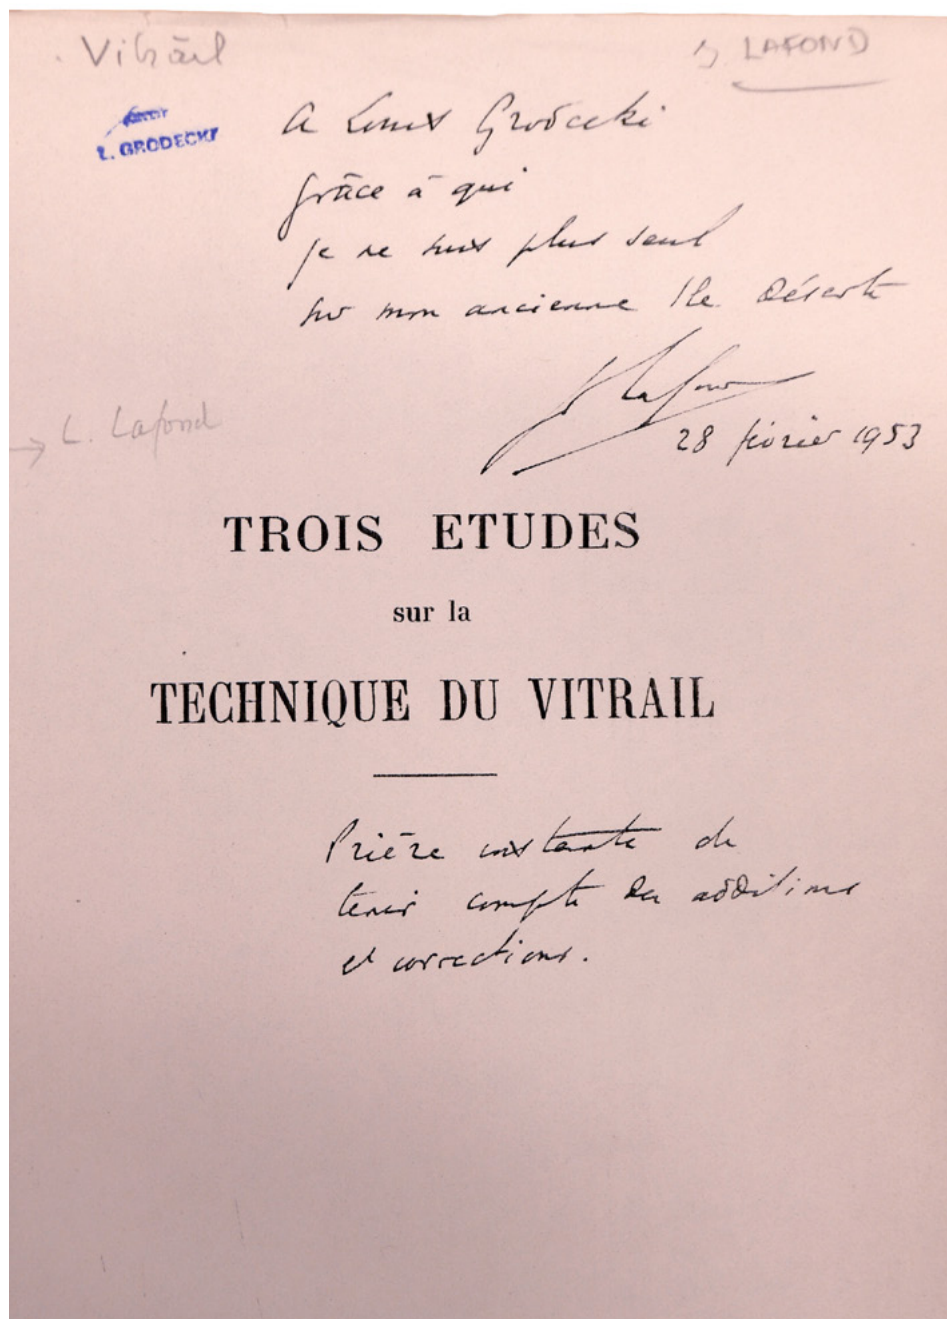 Vitrail
J. LAFOND
L. GRODECKI
A Louis Grodecki
grâce à qui
je ne suis plus seul
sur mon ancienne Ile Déserte
J Lafond
28 février 1953
L. Lafond
TROIS ETUDES
sur la
TECHNIQUE DU VITRAIL
Prière instante de
tenir compte des additions
et corrections.